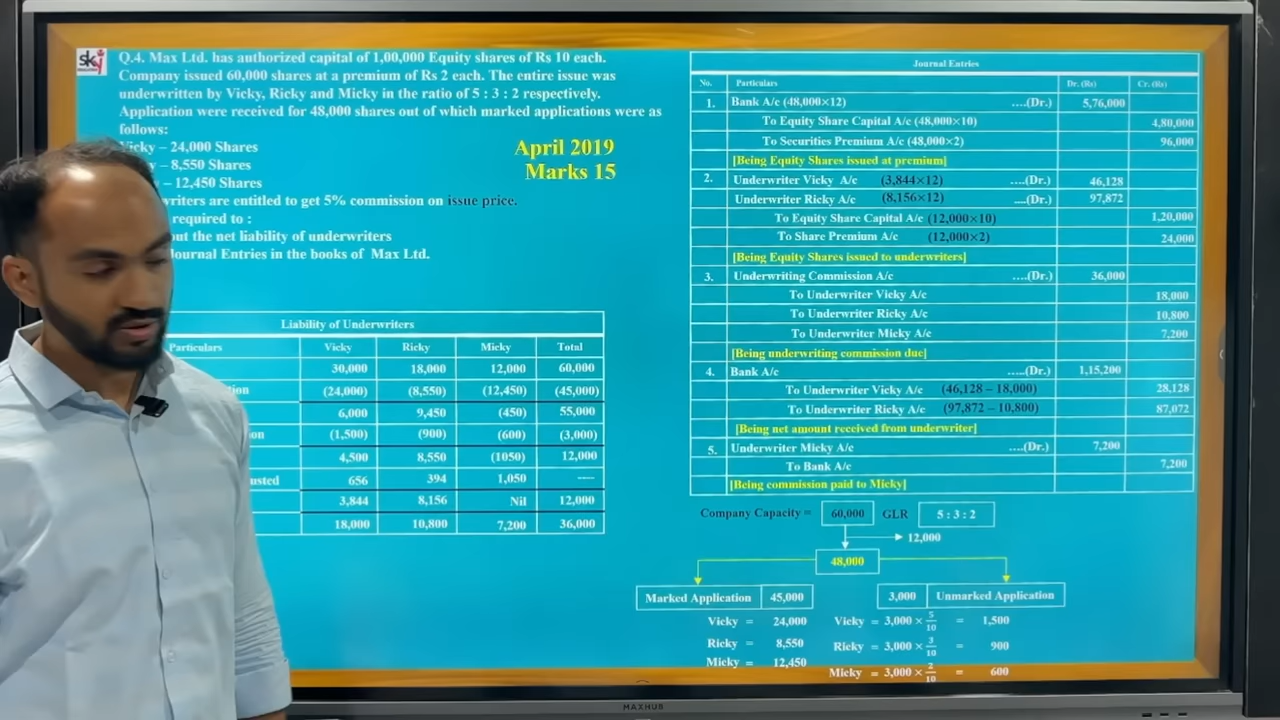 sky
Q.4. Max Ltd. has authorized capital of 1,00,000 Equity shares of Rs 10 each.
Company issued 60,000 shares at a premium of Rs 2 each. The entire issue was
underwritten by Vicky, Ricky and Micky in the ratio of 5 : 3 : 2 respectively.
Application were received for 48,000 shares out of which marked applications were as
follows:
icky – 24,000 Shares
y – 8,550 Shares
– 12,450 Shares
writers are entitled to get 5% commission on issue price.
required to :
out the net liability of underwriters
Journal Entries in the books of Max Ltd.
April 2019
Marks 15
Liability of Underwriters
Particulars Vicky Ricky Micky Total
30,000 18,000 12,000 60,000
tion (24,000) (8,550) (12,450) (45,000)
6,000 9,450 (450) 55,000
on (1,500) (900) (600) (3,000)
4,500 8,550 (1050) 12,000
usted 656 394 1,050 ----
3,844 8,156 Nil 12,000
18,000 10,800 7,200 36,000
Journal Entries
No. Particulars Dr. (Rs) Cr. (Rs)
1. Bank A/c (48,000×12) ....(Dr.) 5,76,000
To Equity Share Capital A/c (48,000×10) 4,80,000
To Securities Premium A/c (48,000×2) 96,000
[Being Equity Shares issued at premium]
2. Underwriter Vicky A/c (3,844×12) ....(Dr.) 46,128
Underwriter Ricky A/c (8,156×12) ....(Dr.) 97,872
To Equity Share Capital A/c (12,000×10) 1,20,000
To Share Premium A/c (12,000×2) 24,000
[Being Equity Shares issued to underwriters]
3. Underwriting Commission A/c ....(Dr.) 36,000
To Underwriter Vicky A/c 18,000
To Underwriter Ricky A/c 10,800
To Underwriter Micky A/c 7,200
[Being underwriting commission due]
4. Bank A/c ....(Dr.) 1,15,200
To Underwriter Vicky A/c (46,128 – 18,000) 28,128
To Underwriter Ricky A/c (97,872 – 10,800) 87,072
[Being net amount received from underwriter]
5. Underwriter Micky A/c ....(Dr.) 7,200
To Bank A/c 7,200
[Being commission paid to Micky]
Company Capacity = 60,000 GLR 5 : 3 : 2
12,000
48,000
Marked Application 45,000 3,000 Unmarked Application
Vicky = 24,000 Vicky = 3,000 × 5/10 = 1,500
Ricky = 8,550 Ricky = 3,000 × 3/10 = 900
Micky = 12,450 Micky = 3,000 × 2/10 = 600
MAXHUB